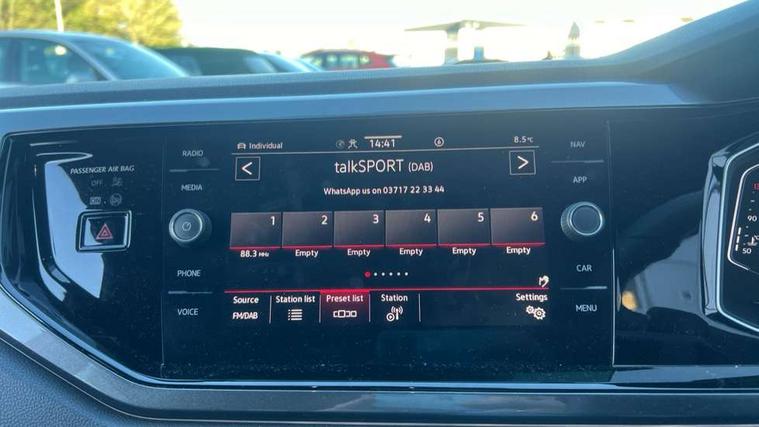 RADIO
MEDIA
PHONE
VOICE
PASSENGER AIR BAG
OFF
ON
Individual
14:41
8.5°C
<
talkSPORT (DAB)
>
WhatsApp us on 03717 22 33 44
1 2 3 4 5 6
88.3 MHz Empty Empty Empty Empty Empty
Source
FM/DAB
Station list
Preset list
Station
Settings
NAV
APP
CAR
MENU
90
50